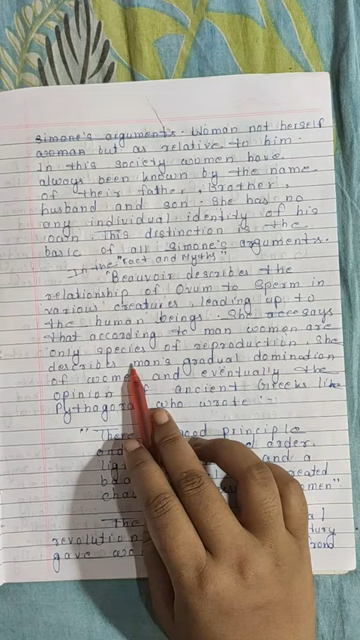 Simone's arguments. Woman not herself
woman but as relative to him.
In this society women have
always been known by the name
of their father, brother,
husband and son. She has no
any individual identity of his
own. This distinction is the
basic of all Simone's arguments.
In the "Fact and Myths"
"Beauvoir describes the
relationship of Ovum to Sperm in
various creatures, leading up to
the human beings. She
that according to man women are
only species of reproduction, She
describes man's gradual domination
of women and eventually the
opinion of ancient Greeks like
Pythagoras who wrote :-
"There good principle
order,
and a
created
women"
The
revolution
gave from